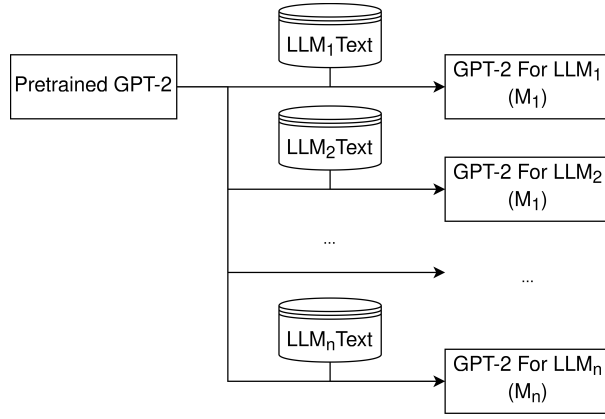 LLM₁Text
Pretrained GPT-2
GPT-2 For LLM₁
(M₁)
LLM₂Text
GPT-2 For LLM₂
(M₁)
...
...
LLMₙText
GPT-2 For LLMₙ
(Mₙ)